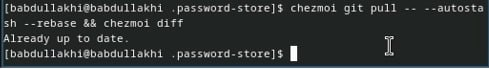 [babdullakhi@babdullakhi .password-store]$ chezmoi git pull -- --autosta
sh --rebase && chezmoi diff
Already up to date.
[babdullakhi@babdullakhi .password-store]$